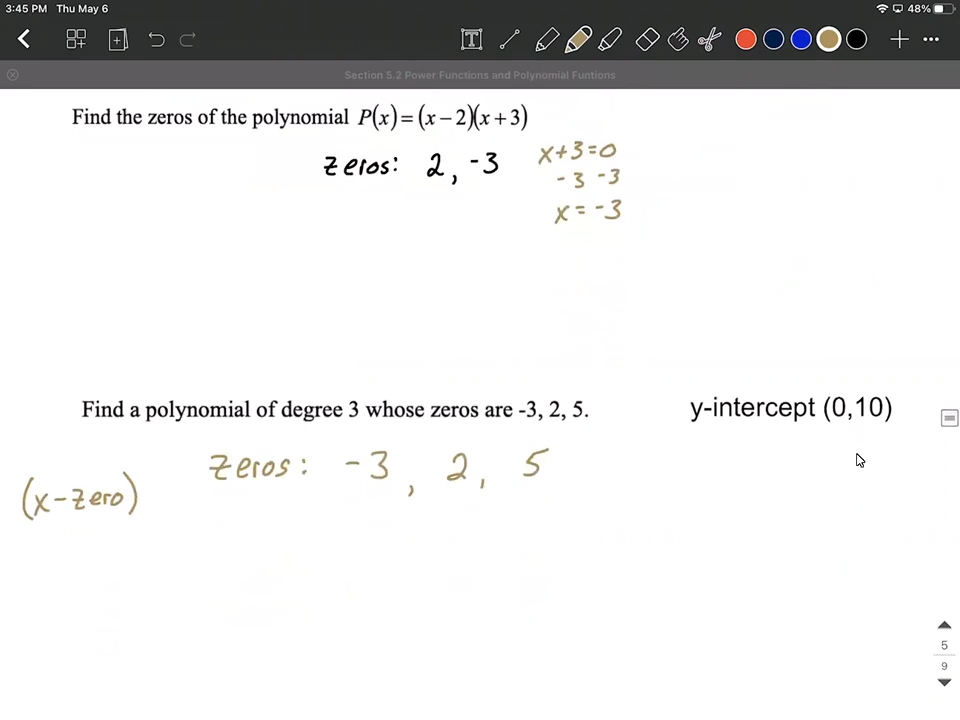 3:45 PM Thu May 6 48%
Section 5.2 Power Functions and Polynomial Funtions
Find the zeros of the polynomial P(x)=(x−2)(x+3)
zeros: 2, -3
x+3=0
-3 -3
x = -3
Find a polynomial of degree 3 whose zeros are -3, 2, 5.
y-intercept (0,10)
zeros: -3, 2, 5
(x-zero)
5
9